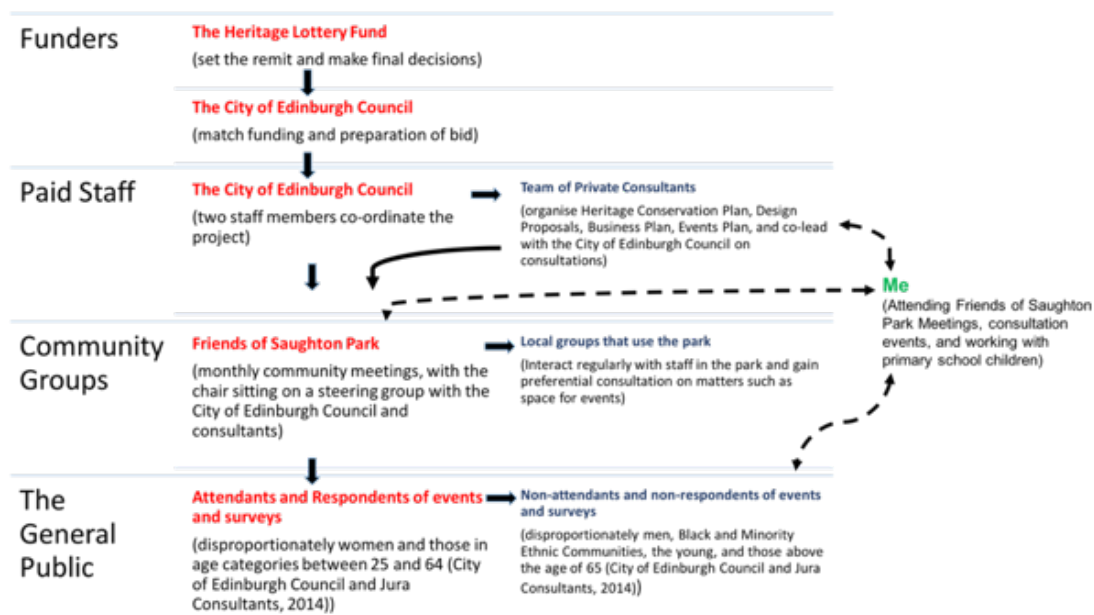 Funders
The Heritage Lottery Fund
(set the remit and make final decisions)
The City of Edinburgh Council
(match funding and preparation of bid)
Paid Staff
The City of Edinburgh Council
(two staff members co-ordinate the
project)
Team of Private Consultants
(organise Heritage Conservation Plan, Design
Proposals, Business Plan, Events Plan, and co-lead
with the City of Edinburgh Council on
consultations)
Me
(Attending Friends of Saughton
Park Meetings, consultation
events, and working with
primary school children)
Community
Groups
Friends of Saughton Park
(monthly community meetings, with the
chair sitting on a steering group with the
City of Edinburgh Council and
consultants)
Local groups that use the park
(Interact regularly with staff in the park and gain
preferential consultation on matters such as
space for events)
The
General
Public
Attendants and Respondents of events
and surveys
(disproportionately women and those in
age categories between 25 and 64 (City
of Edinburgh Council and Jura
Consultants, 2014))
Non-attendants and non-respondents of events
and surveys
(disproportionately men, Black and Minority
Ethnic Communities, the young, and those above
the age of 65 (City of Edinburgh Council and Jura
Consultants, 2014))